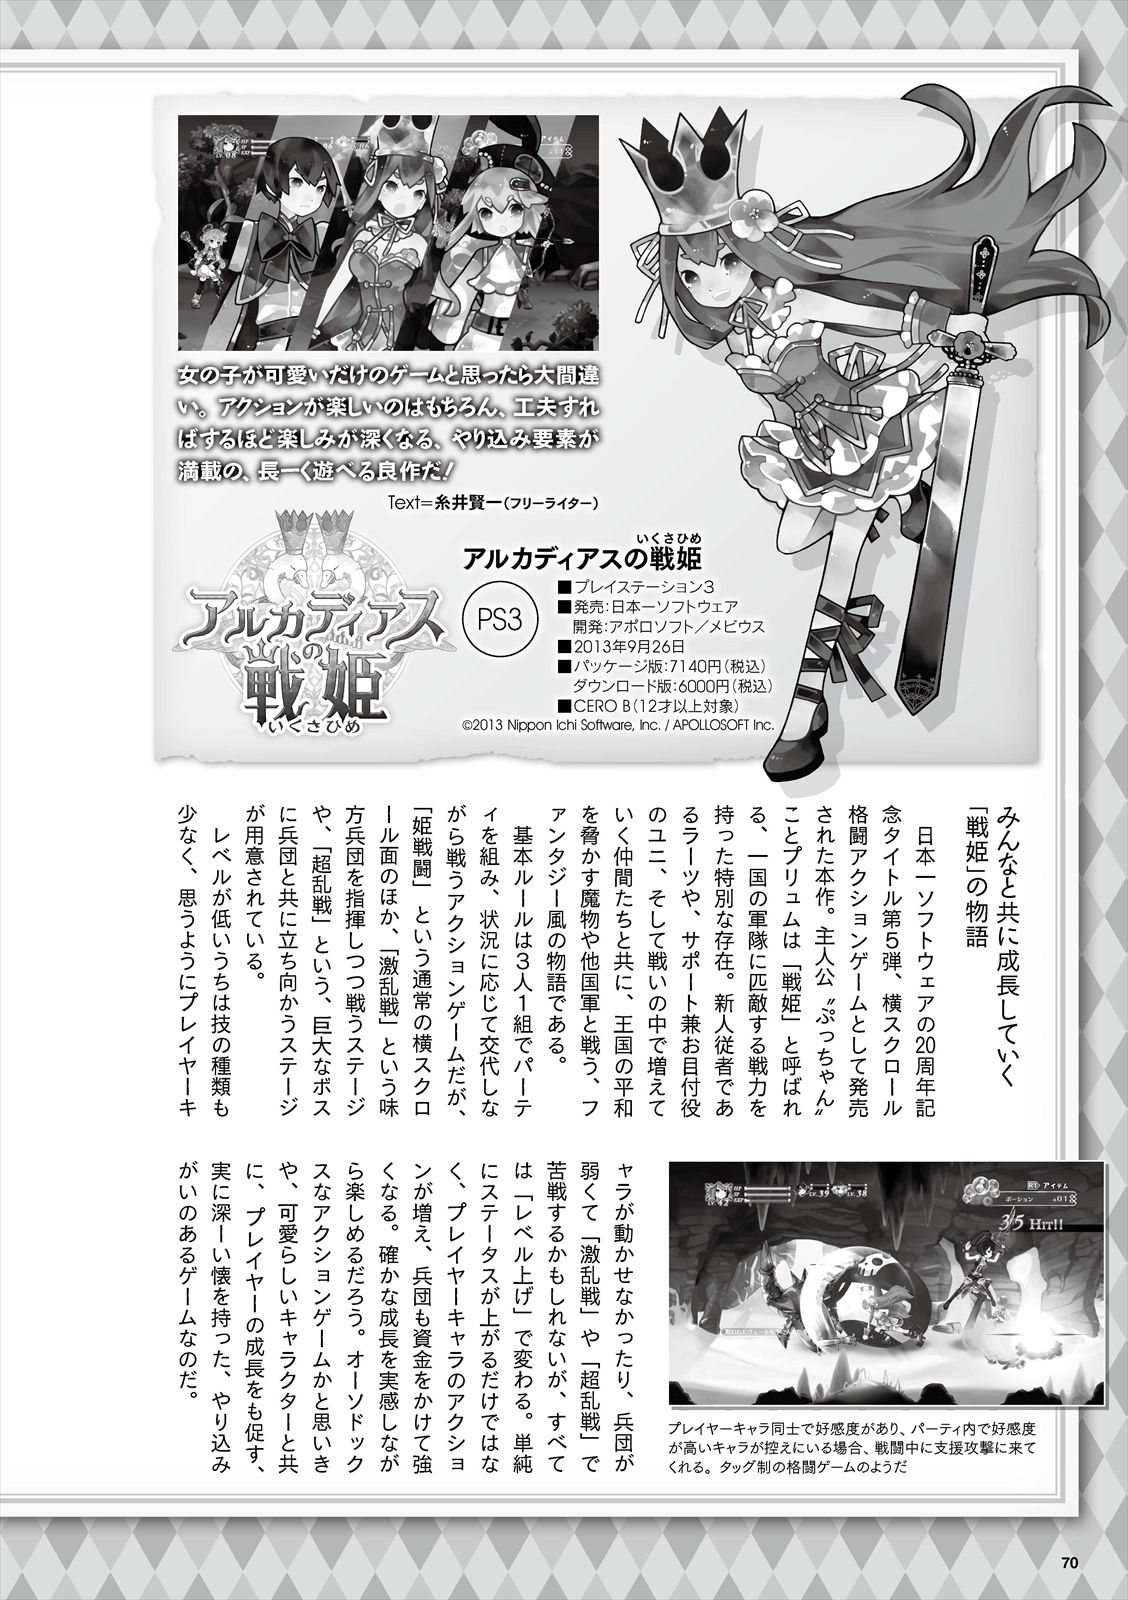 女の子が可愛いだけのゲームと思ったら大間違
い。アクションが楽しいのはもちろん、工夫すれ
ばするほど楽しみが深くなる、やり込み要素が
満載の、長ーく遊べる良作だ!
Text=糸井賢一(フリーライター)
アルカディアス
の
戦姫
いくさひめ
いくさひめ
アルカディアスの戦姫
PS3
■プレイステーション3
■発売:日本一ソフトウェア
開発:アポロソフト/メビウス
■2013年9月26日
■パッケージ版:7140円(税込)
ダウンロード版:6000円(税込)
■CERO B(12才以上対象)
©2013 Nippon Ichi Software, Inc. / APOLLOSOFT Inc.
みんなと共に成長していく
「戦姫」の物語
日本一ソフトウェアの20周年記
念タイトル第5弾、横スクロール
格闘アクションゲームとして発売
された本作。主人公〝ぷっちゃん〟
ことプリュムは「戦姫」と呼ばれ
る、一国の軍隊に匹敵する戦力を
持った特別な存在。新人従者であ
るラーツや、サポート兼お目付役
のユニ、そして戦いの中で増えて
いく仲間たちと共に、王国の平和
を脅かす魔物や他国軍と戦う、フ
ァンタジー風の物語である。
基本ルールは3人1組でパーテ
ィを組み、状況に応じて交代しな
がら戦うアクションゲームだが、
「姫戦闘」という通常の横スクロ
ール面のほか、「激乱戦」という味
方兵団を指揮しつつ戦うステージ
や、「超乱戦」という、巨大なボス
に兵団と共に立ち向かうステージ
が用意されている。
レベルが低いうちは技の種類も
少なく、思うようにプレイヤーキ
ャラが動かせなかったり、兵団が
弱くて「激乱戦」や「超乱戦」で
苦戦するかもしれないが、すべて
は「レベル上げ」で変わる。単純
にステータスが上がるだけではな
く、プレイヤーキャラのアクショ
ンが増え、兵団も資金をかけて強
くなる。確かな成長を実感しなが
ら楽しめるだろう。オーソドック
スなアクションゲームかと思いき
や、可愛らしいキャラクターと共
に、プレイヤーの成長をも促す、
実に深ーい懐を持った、やり込み
がいのあるゲームなのだ。
HP
SP
EXP
LV.39
LV.38
R1 アイテム
ポーション
35 HIT!!
プレイヤーキャラ同士で好感度があり、パーティ内で好感度
が高いキャラが控えにいる場合、戦闘中に支援攻撃に来て
くれる。タッグ制の格闘ゲームのようだ
70